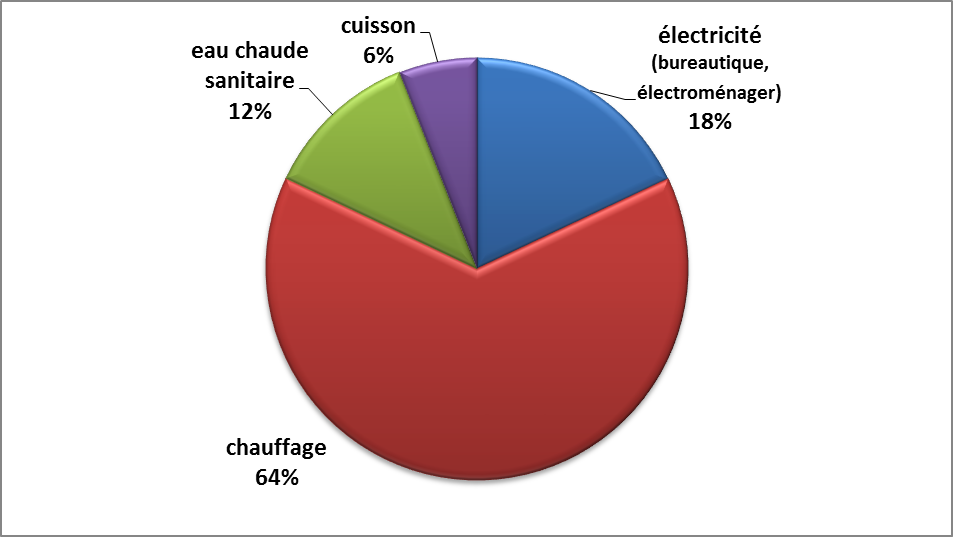 cuisson
6%
électricité
(bureautique,
électroménager)
18%
eau chaude
sanitaire
12%
chauffage
64%